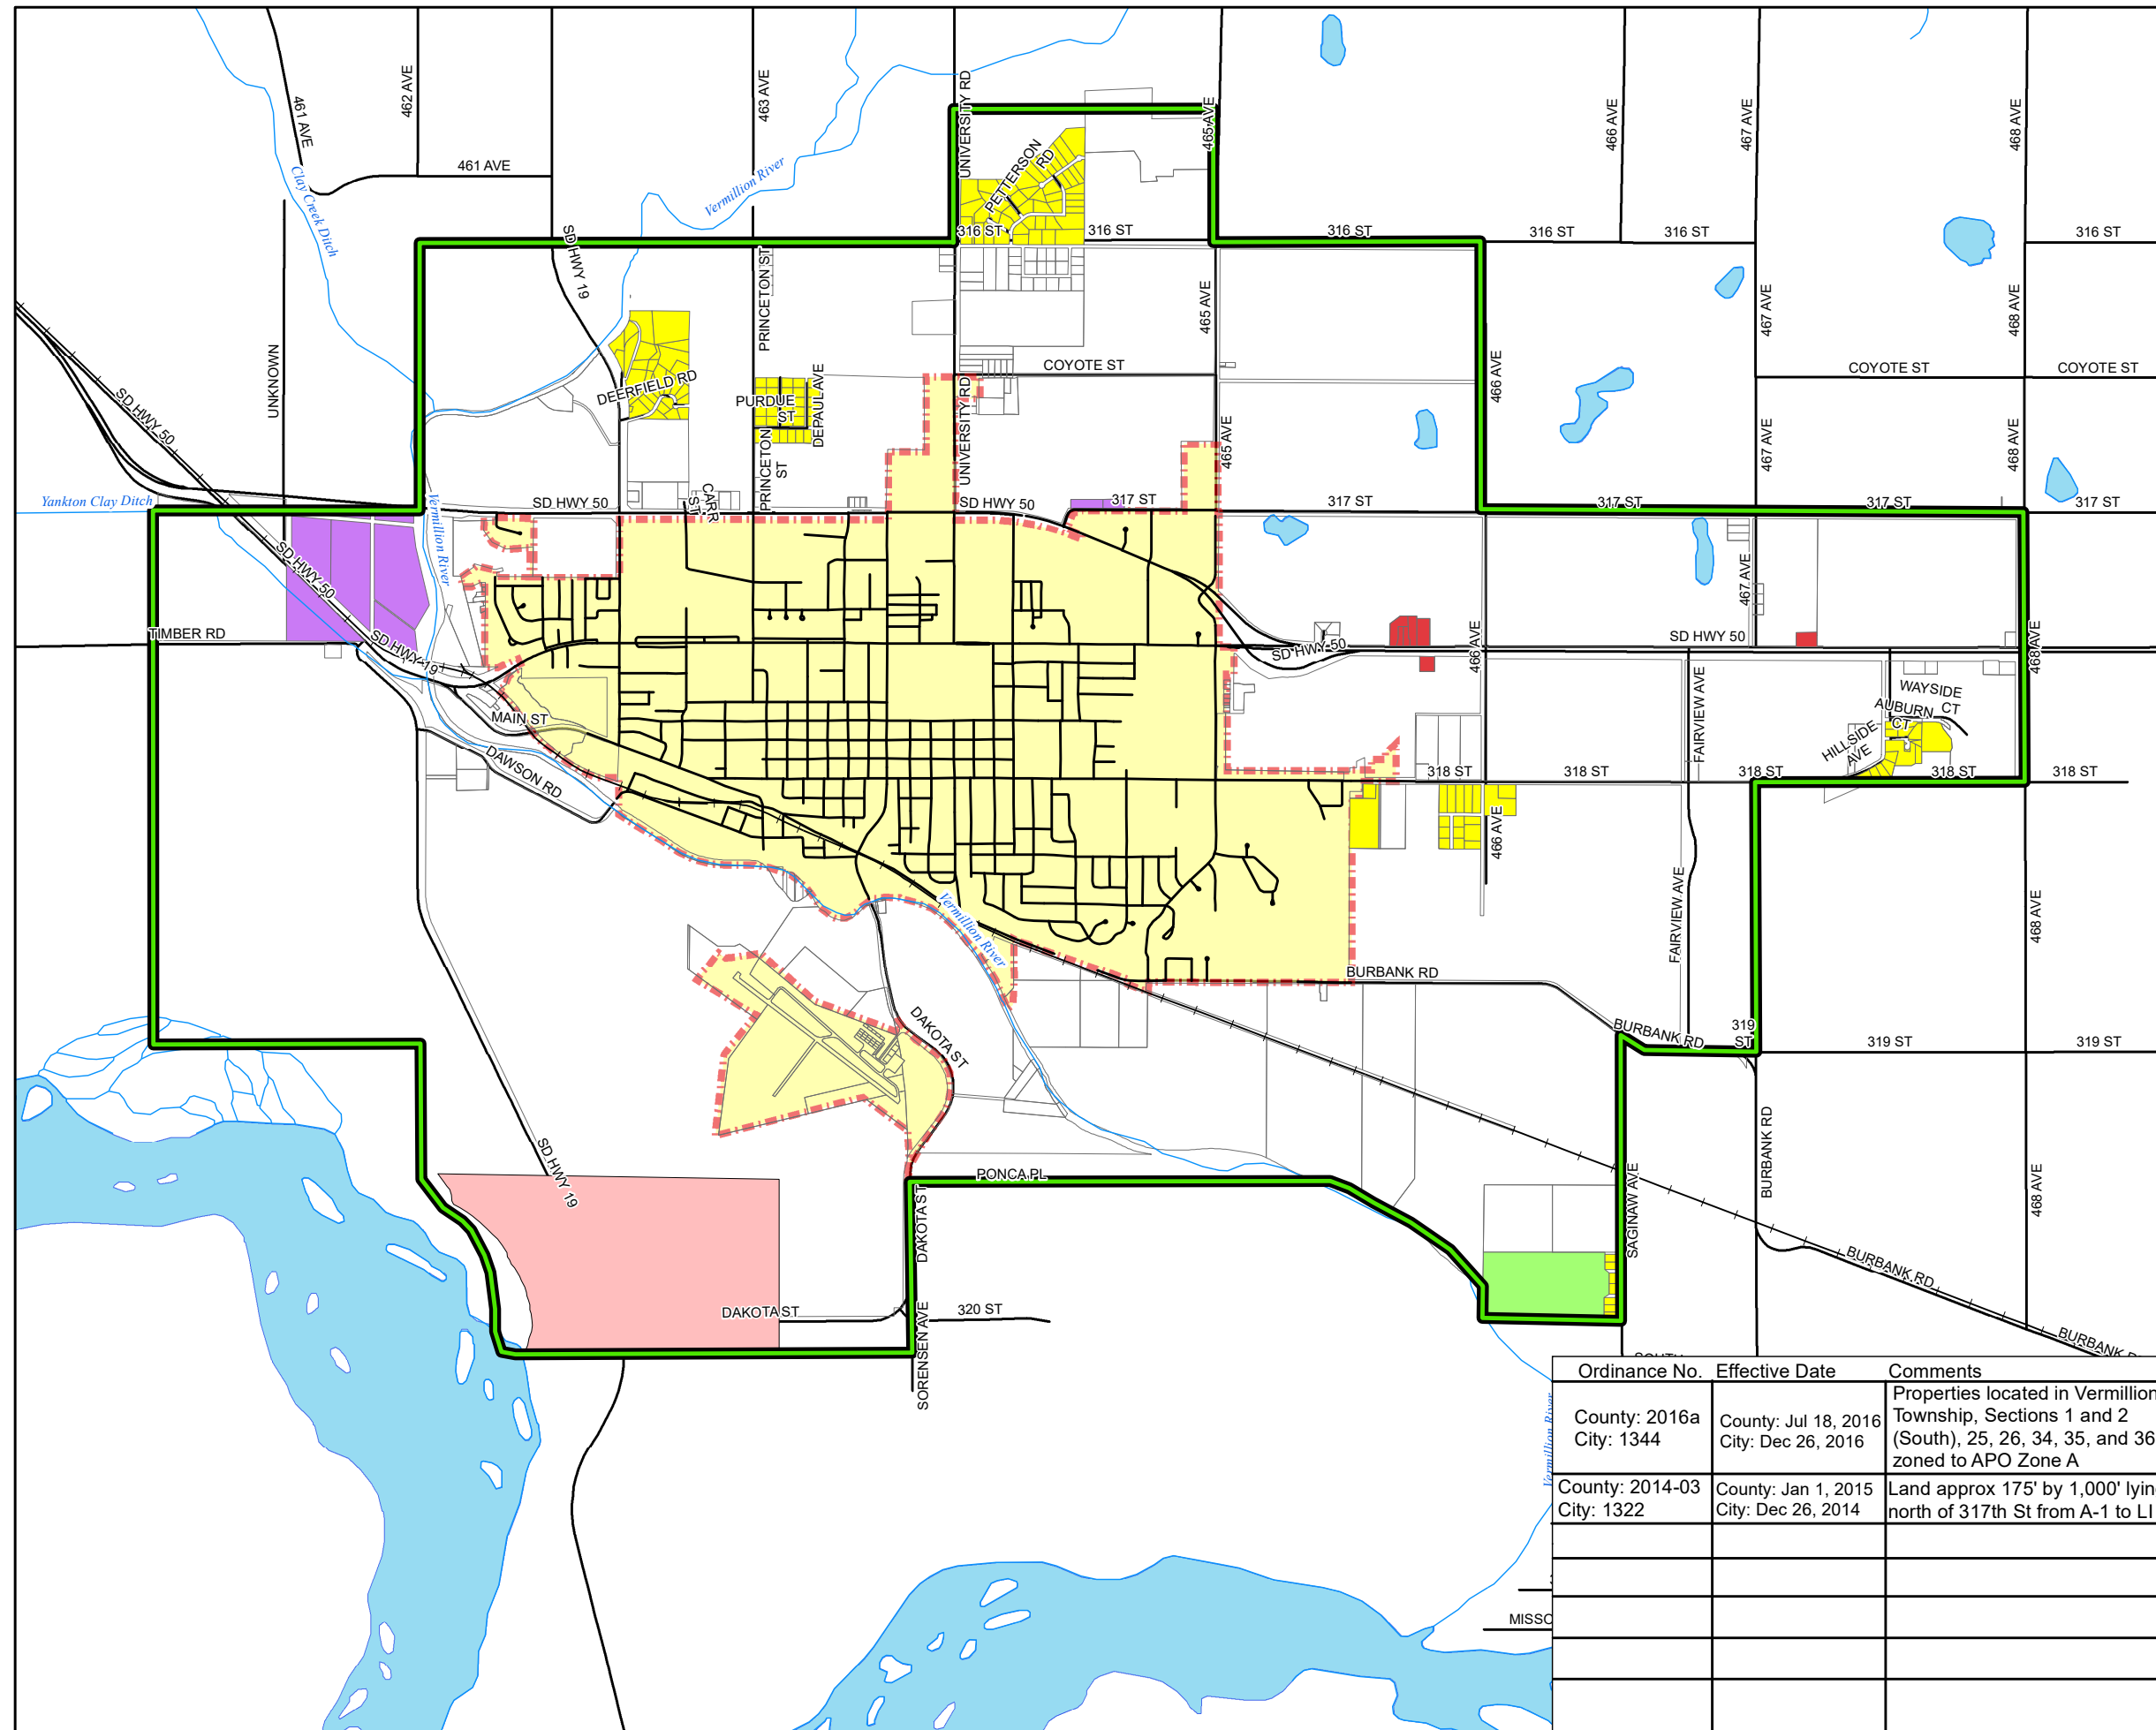 461 AVE
462 AVE
463 AVE
UNIVERSITY RD
465 AVE
466 AVE
467 AVE
468 AVE
461 AVE
Clay Creek Ditch
Vermillion River
PETTERSON
RD
SD HWY 19
316 ST
316 ST
316 ST
316 ST
316 ST
316 ST
PRINCETON ST
465 AVE
467 AVE
468 AVE
UNKNOWN
SD HWY 50
DEERFIELD RD
PURDUE
ST
DEPAUL AVE
UNIVERSITY RD
COYOTE ST
466 AVE
COYOTE ST
COYOTE ST
PRINCETON
ST
465 AVE
467 AVE
468 AVE
Yankton Clay Ditch
Vermillion River
SD HWY 50
CARR
ST
SD HWY 50
317 ST
317 ST
317 ST
317 ST
317 ST
SD HWY 50
467 AVE
TIMBER RD
SD HWY 19
SD HWY 50
466 AVE
SD HWY 50
468 AVE
MAIN ST
DAWSON RD
FAIRVIEW AVE
WAYSIDE
CT
AUBURN
CT
HILLSIDE
AVE
318 ST
318 ST
318 ST
318 ST
318 ST
466 AVE
FAIRVIEW AVE
468 AVE
Vermillion River
BURBANK RD
DAKOTA ST
BURBANK RD
319
ST
319 ST
319 ST
SD HWY 19
PONCA PL
DAKOTA ST
SAGINAW AVE
BURBANK RD
468 AVE
BURBANK RD
DAKOTA ST
SORENSEN AVE
320 ST
BURBANK
Vermillion River
MISSO
Ordinance No. Effective Date Comments
County: 2016a
City: 1344
County: Jul 18, 2016
City: Dec 26, 2016
Properties located in Vermillion
Township, Sections 1 and 2
(South), 25, 26, 34, 35, and 36
zoned to APO Zone A
County: 2014-03
City: 1322
County: Jan 1, 2015
City: Dec 26, 2014
Land approx 175' by 1,000' lyin
north of 317th St from A-1 to LI